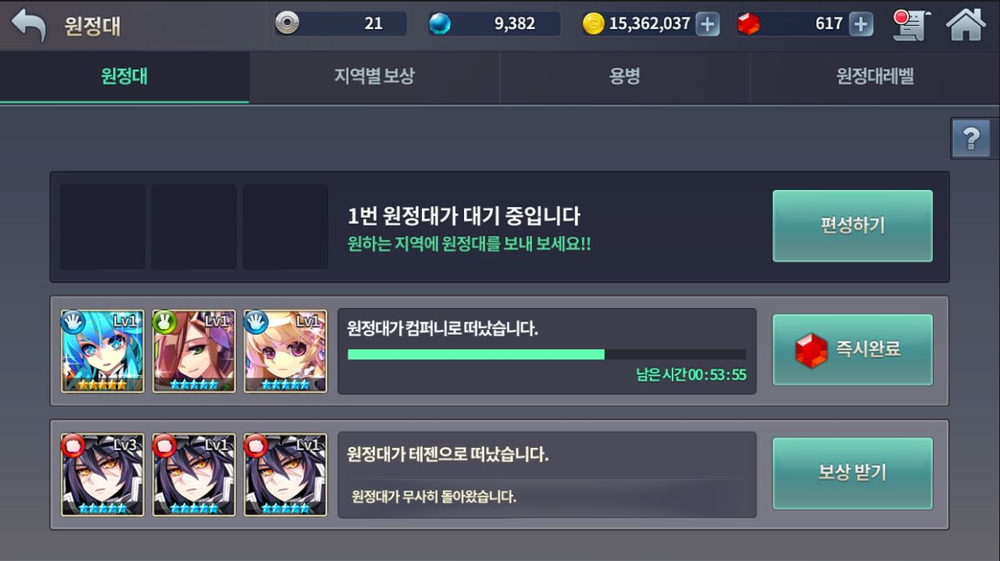 원정대
21
9,382
15,362,037
617
원정대
지역별 보상
용병
원정대레벨
?
1번 원정대가 대기 중입니다
원하는 지역에 원정대를 보내 보세요!!
편성하기
Lv1
Lv1
Lv1
원정대가 컴퍼니로 떠났습니다.
남은시간 00:53:55
즉시완료
Lv3
Lv1
Lv1
원정대가 테젠으로 떠났습니다.
원정대가 무사히 돌아왔습니다.
보상 받기